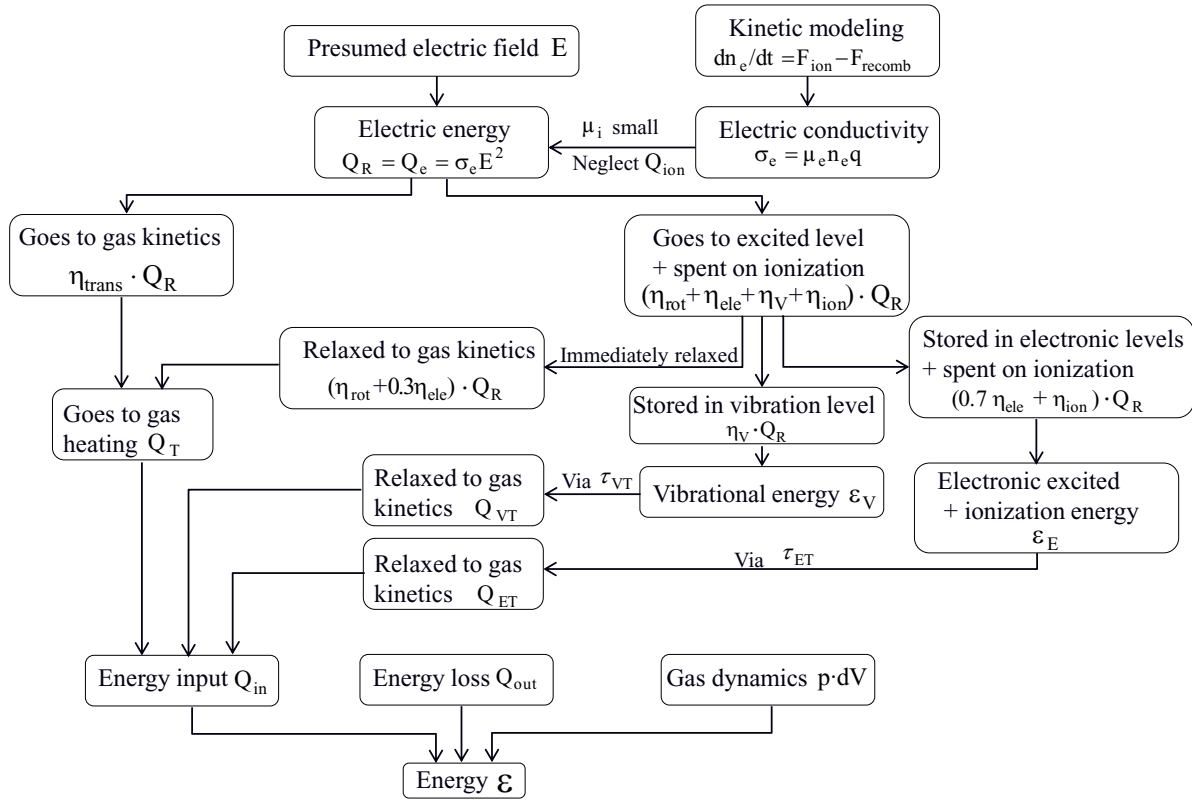 Presumed electric field E
Kinetic modeling
dn_e/dt = F_ion − F_recomb
Electric energy
Q_R = Q_e = σ_e E^2
μ_i small
Neglect Q_ion
Electric conductivity
σ_e = μ_e n_e q
Goes to gas kinetics
η_trans · Q_R
Goes to excited level
+ spent on ionization
(η_rot + η_ele + η_V + η_ion) · Q_R
Relaxed to gas kinetics
(η_rot + 0.3η_ele) · Q_R
Immediately relaxed
Stored in electronic levels
+ spent on ionization
(0.7 η_ele + η_ion) · Q_R
Goes to gas
heating Q_T
Stored in vibration level
η_V · Q_R
Relaxed to gas
kinetics Q_VT
Via τ_VT
Vibrational energy ε_V
Electronic excited
+ ionization energy
ε_E
Relaxed to gas
kinetics Q_ET
Via τ_ET
Energy input Q_in
Energy loss Q_out
Gas dynamics p·dV
Energy ε